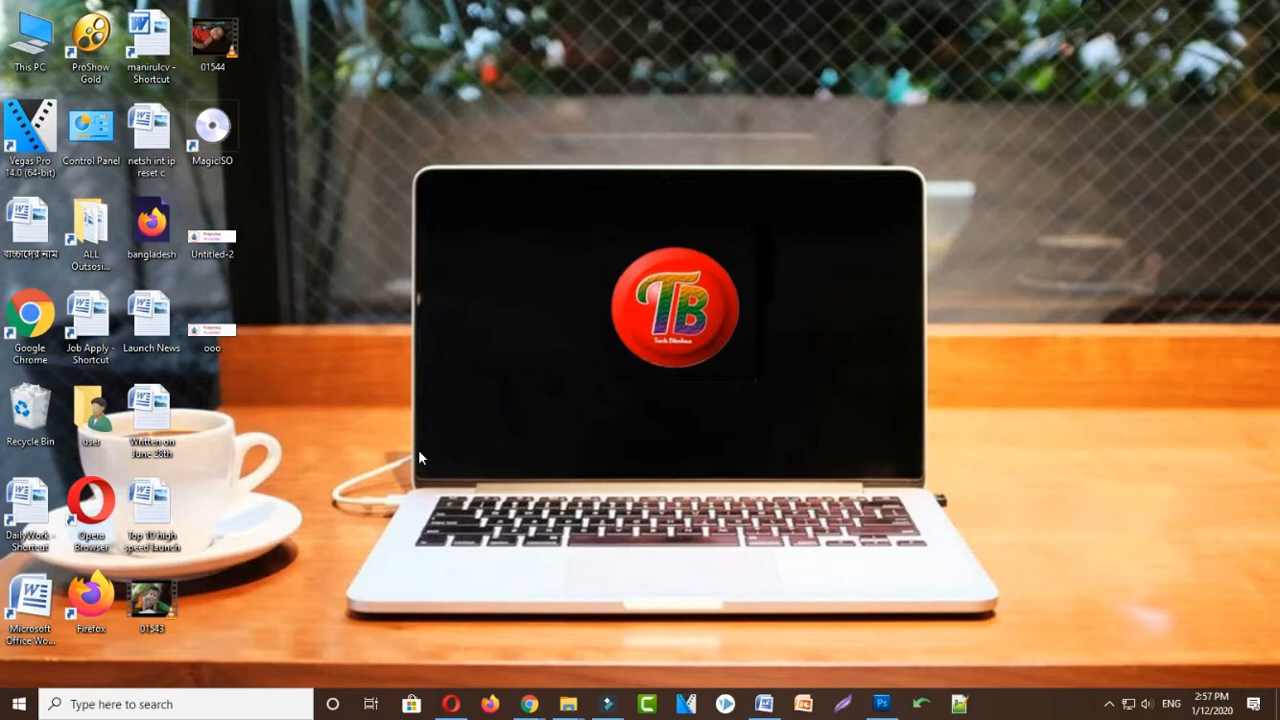 This PC
ProShow
Gold
manirulcv -
Shortcut
01544
Vegas Pro
14.0 (64-bit)
Control Panel
netsh int ip
reset c
MagicISO
বাচ্চাদের নাম
ALL
Outsosi...
bangladesh
Untitled-2
Google
Chrome
Job Apply -
Shortcut
Launch News
ooo
Recycle Bin
user
Written on
June 28th
DailyWork -
Shortcut
Opera
Browser
Top 10 high
speed launch
Microsoft
Office Wo...
Firefox
01543
TB
Type here to search
ENG
2:57 PM
1/12/2020